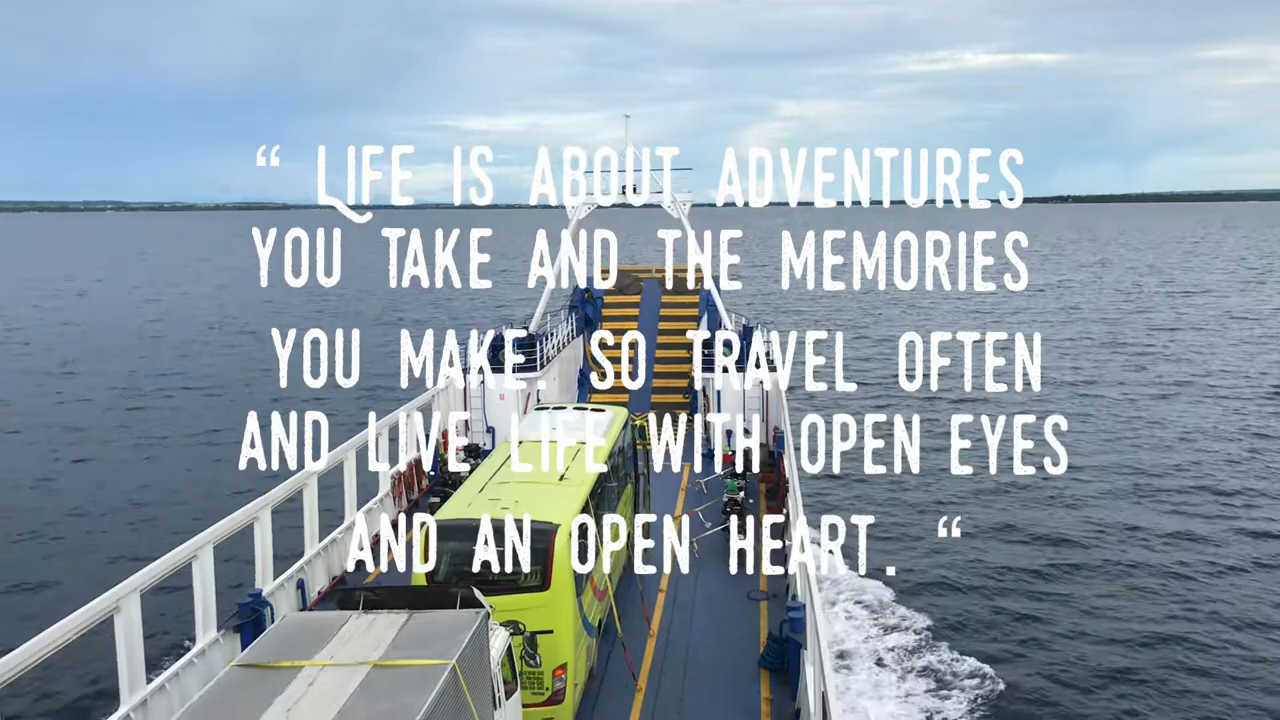 “ LIFE IS ABOUT ADVENTURES
YOU TAKE AND THE MEMORIES
YOU MAKE. SO TRAVEL OFTEN
AND LIVE LIFE WITH OPEN EYES
AND AN OPEN HEART. “